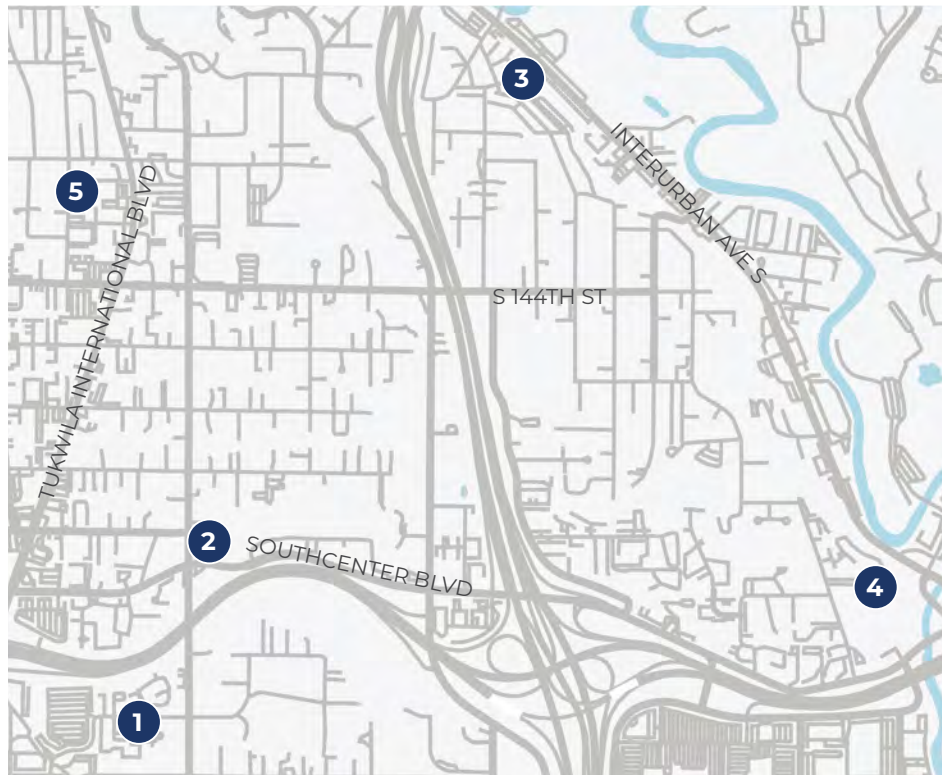 3
INTERURBAN AVE S
5
TUKWILA INTERNATIONAL BLVD
S 144TH ST
2
SOUTHCENTER BLVD
4
1